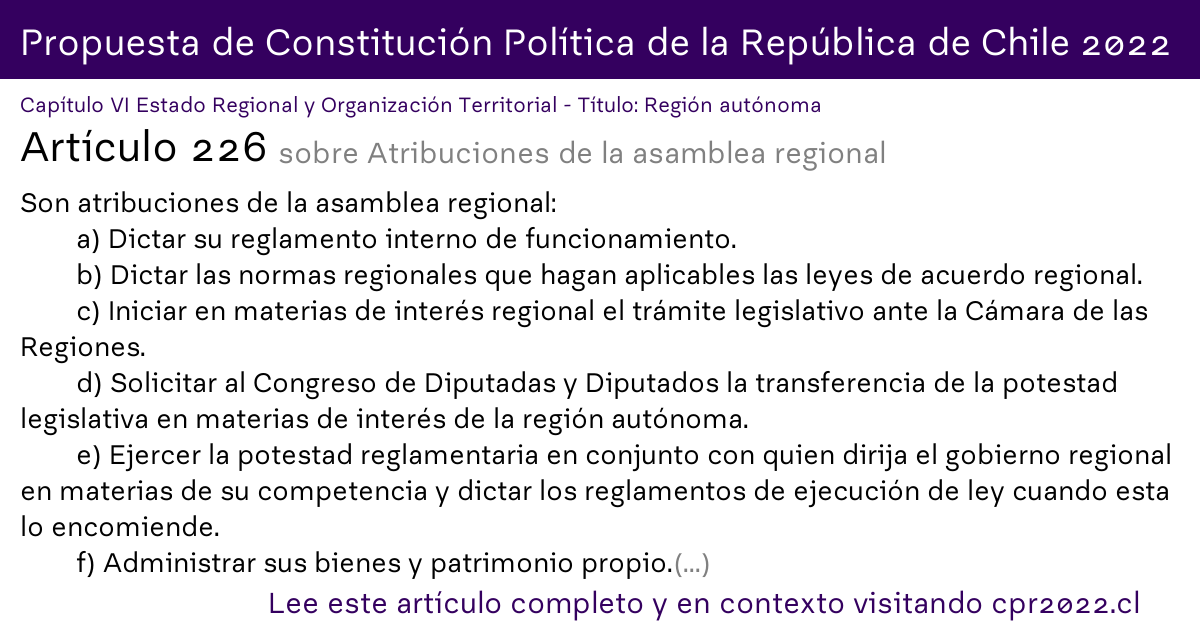 Propuesta de Constitución Política de la República de Chile 2022
Capítulo VI Estado Regional y Organización Territorial - Título: Región autónoma
Artículo 226 sobre Atribuciones de la asamblea regional
Son atribuciones de la asamblea regional:
a) Dictar su reglamento interno de funcionamiento.
b) Dictar las normas regionales que hagan aplicables las leyes de acuerdo regional.
c) Iniciar en materias de interés regional el trámite legislativo ante la Cámara de las
Regiones.
d) Solicitar al Congreso de Diputadas y Diputados la transferencia de la potestad
legislativa en materias de interés de la región autónoma.
e) Ejercer la potestad reglamentaria en conjunto con quien dirija el gobierno regional
en materias de su competencia y dictar los reglamentos de ejecución de ley cuando esta
lo encomiende.
f) Administrar sus bienes y patrimonio propio.(...)
Lee este artículo completo y en contexto visitando cpr2022.cl